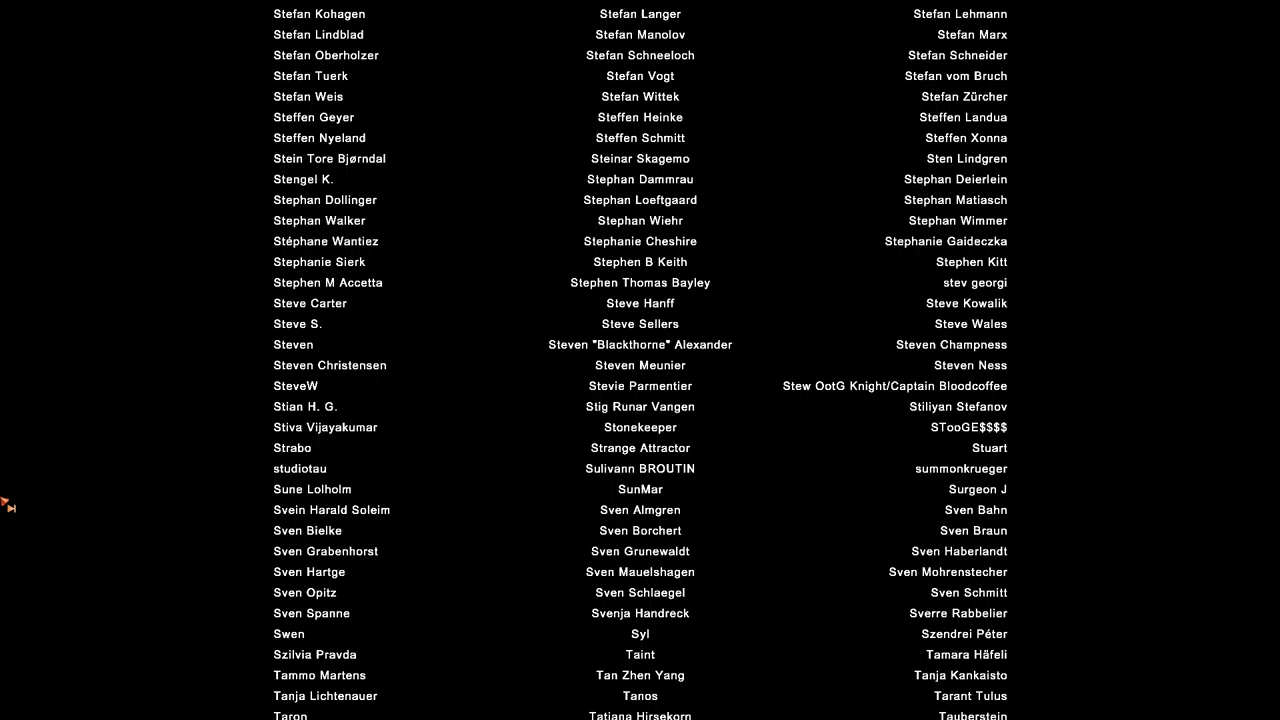 Stefan Kohagen Stefan Langer Stefan Lehmann
Stefan Lindblad Stefan Manolov Stefan Marx
Stefan Oberholzer Stefan Schneeloch Stefan Schneider
Stefan Tuerk Stefan Vogt Stefan vom Bruch
Stefan Weis Stefan Wittek Stefan Zürcher
Steffen Geyer Steffen Heinke Steffen Landua
Steffen Nyeland Steffen Schmitt Steffen Xonna
Stein Tore Bjørndal Steinar Skagemo Sten Lindgren
Stengel K. Stephan Dammrau Stephan Deierlein
Stephan Dollinger Stephan Loeftgaard Stephan Matiasch
Stephan Walker Stephan Wiehr Stephan Wimmer
Stéphane Wantiez Stephanie Cheshire Stephanie Gaideczka
Stephanie Sierk Stephen B Keith Stephen Kitt
Stephen M Accetta Stephen Thomas Bayley stev georgi
Steve Carter Steve Hanff Steve Kowalik
Steve S. Steve Sellers Steve Wales
Steven Steven "Blackthorne" Alexander Steven Champness
Steven Christensen Steven Meunier Steven Ness
SteveW Stevie Parmentier Stew OotG Knight/Captain Bloodcoffee
Stian H. G. Stig Runar Vangen Stiliyan Stefanov
Stiva Vijayakumar Stonekeeper STooGE$$$$
Strabo Strange Attractor Stuart
studiotau Sulivann BROUTIN summonkrueger
Sune Lolholm SunMar Surgeon J
Svein Harald Soleim Sven Almgren Sven Bahn
Sven Bielke Sven Borchert Sven Braun
Sven Grabenhorst Sven Grunewaldt Sven Haberlandt
Sven Hartge Sven Mauelshagen Sven Mohrenstecher
Sven Opitz Sven Schlaegel Sven Schmitt
Sven Spanne Svenja Handreck Sverre Rabbelier
Swen Syl Szendrei Péter
Szilvia Pravda Taint Tamara Häfeli
Tammo Martens Tan Zhen Yang Tanja Kankaisto
Tanja Lichtenauer Tanos Tarant Tulus
Taron Tatiana Hirsekorn Tauberstein